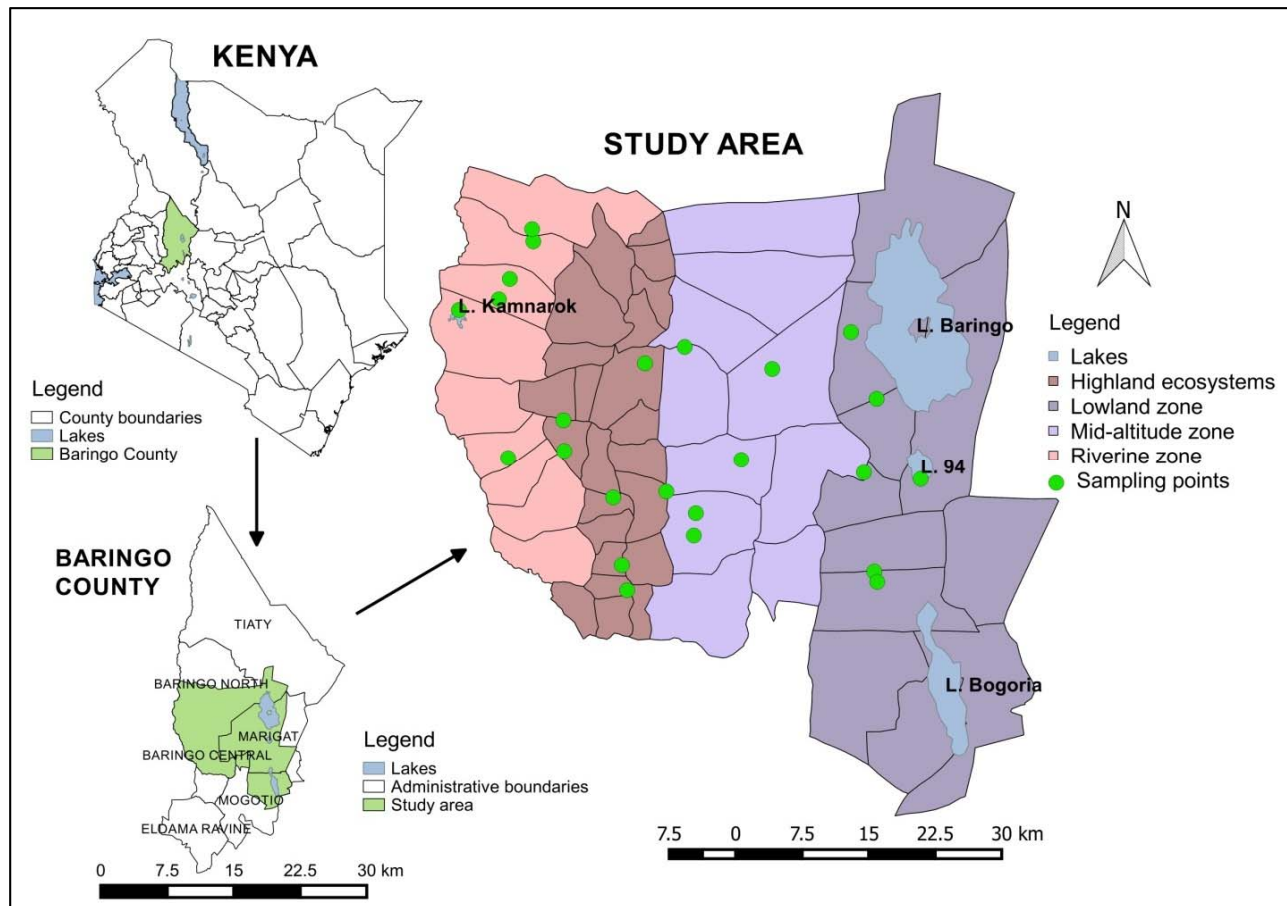 KENYA
Legend
County boundaries
Lakes
Baringo County
BARINGO
COUNTY
TIATY
BARINGO NORTH
MARIGAT
BARINGO CENTRAL
MOGOTIO
ELDAMA RAVINE
Legend
Lakes
Administrative boundaries
Study area
0 7.5 15 22.5 30 km
STUDY AREA
L. Kamnarok
L. Baringo
L. 94
L. Bogoria
N
Legend
Lakes
Highland ecosystems
Lowland zone
Mid-altitude zone
Riverine zone
Sampling points
7.5 0 7.5 15 22.5 30 km